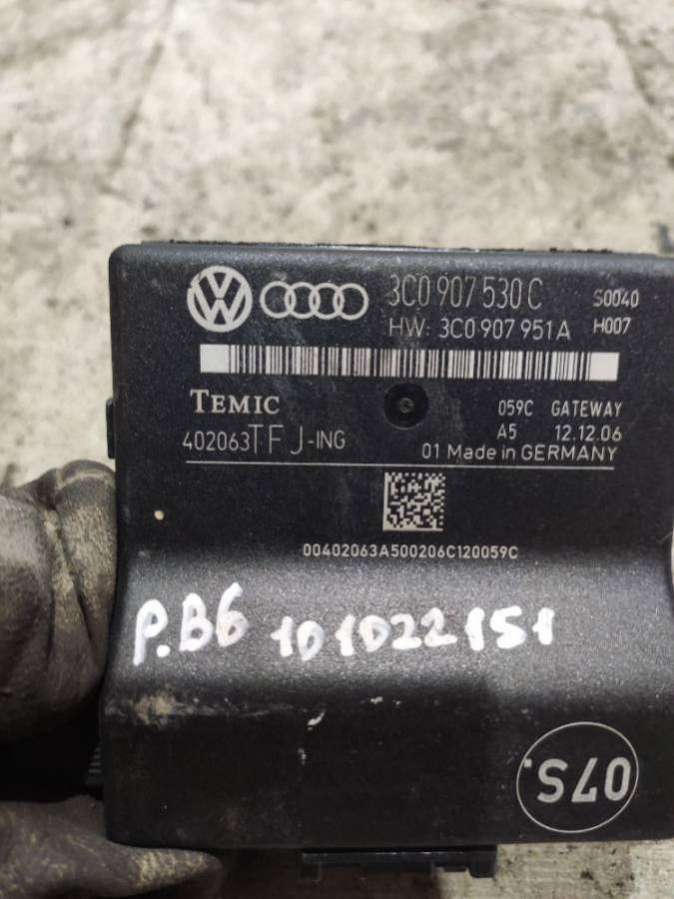 3C0 907 530 C S0040
HW: 3C0 907 951 A H007
TEMIC 059C GATEWAY
402063TFJ-ING A5 12.12.06
01 Made in GERMANY
00402063A500206C120059C
P.B6 101022151
07S.